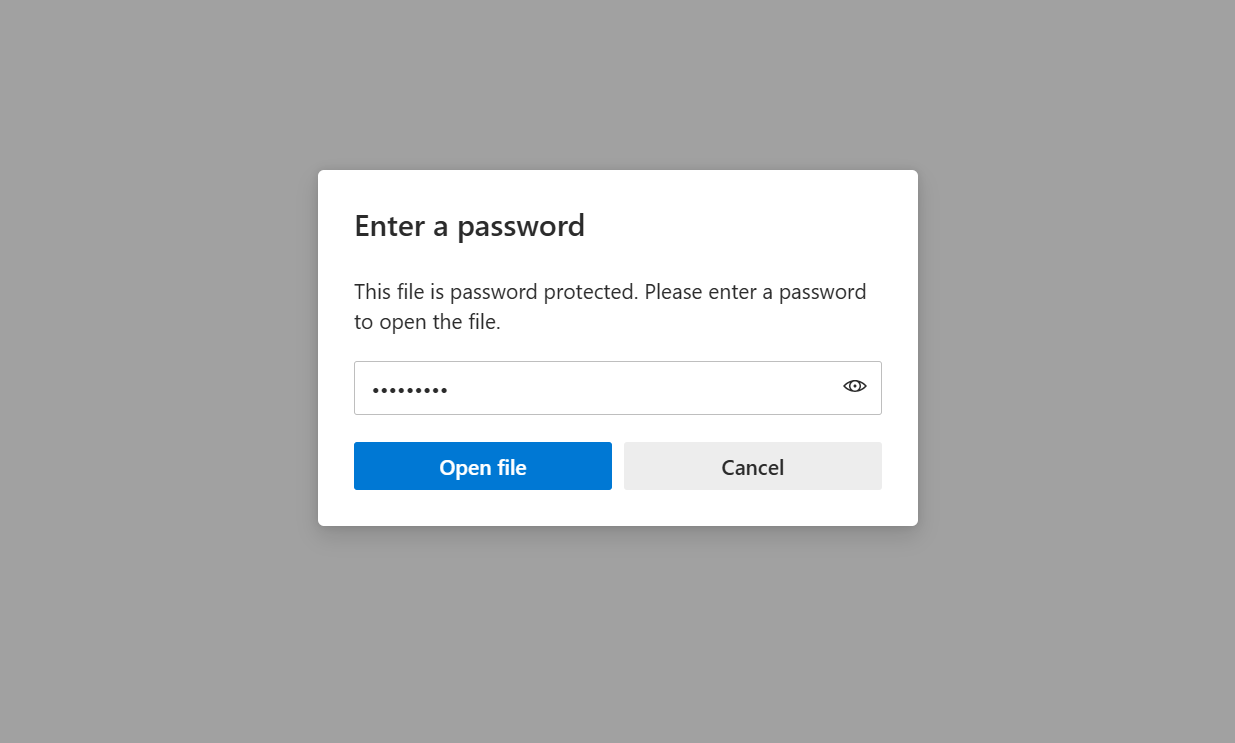 Enter a password
This file is password protected. Please enter a password
to open the file.
•••••••••
Open file
Cancel